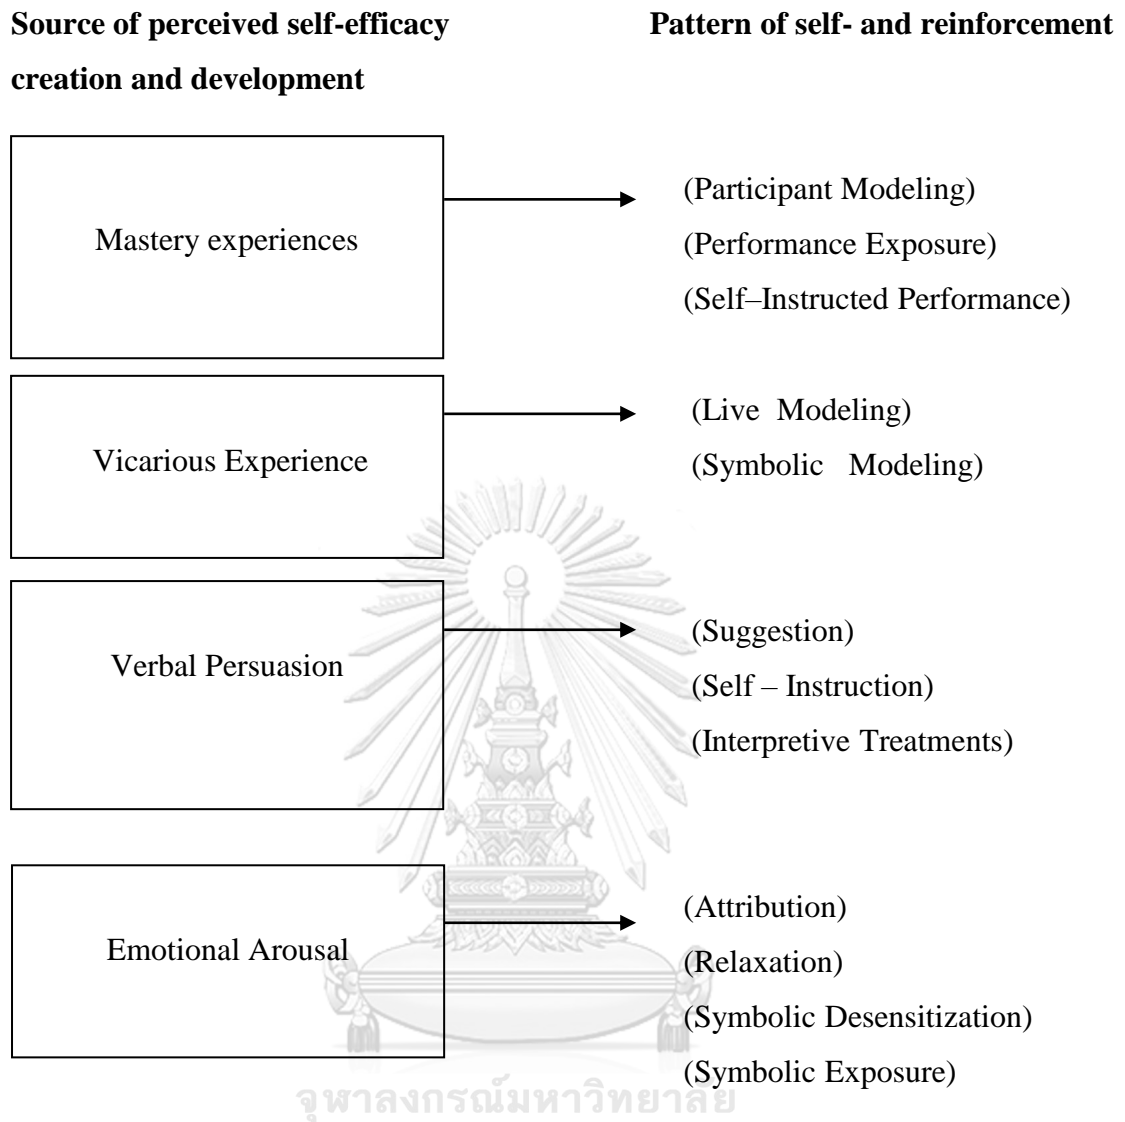 Source of perceived self-efficacy
creation and development
Pattern of self- and reinforcement
Mastery experiences
(Participant Modeling)
(Performance Exposure)
(Self–Instructed Performance)
Vicarious Experience
(Live Modeling)
(Symbolic Modeling)
Verbal Persuasion
(Suggestion)
(Self – Instruction)
(Interpretive Treatments)
Emotional Arousal
(Attribution)
(Relaxation)
(Symbolic Desensitization)
(Symbolic Exposure)
จุฬาลงกรณ์มหาวิทยาลัย